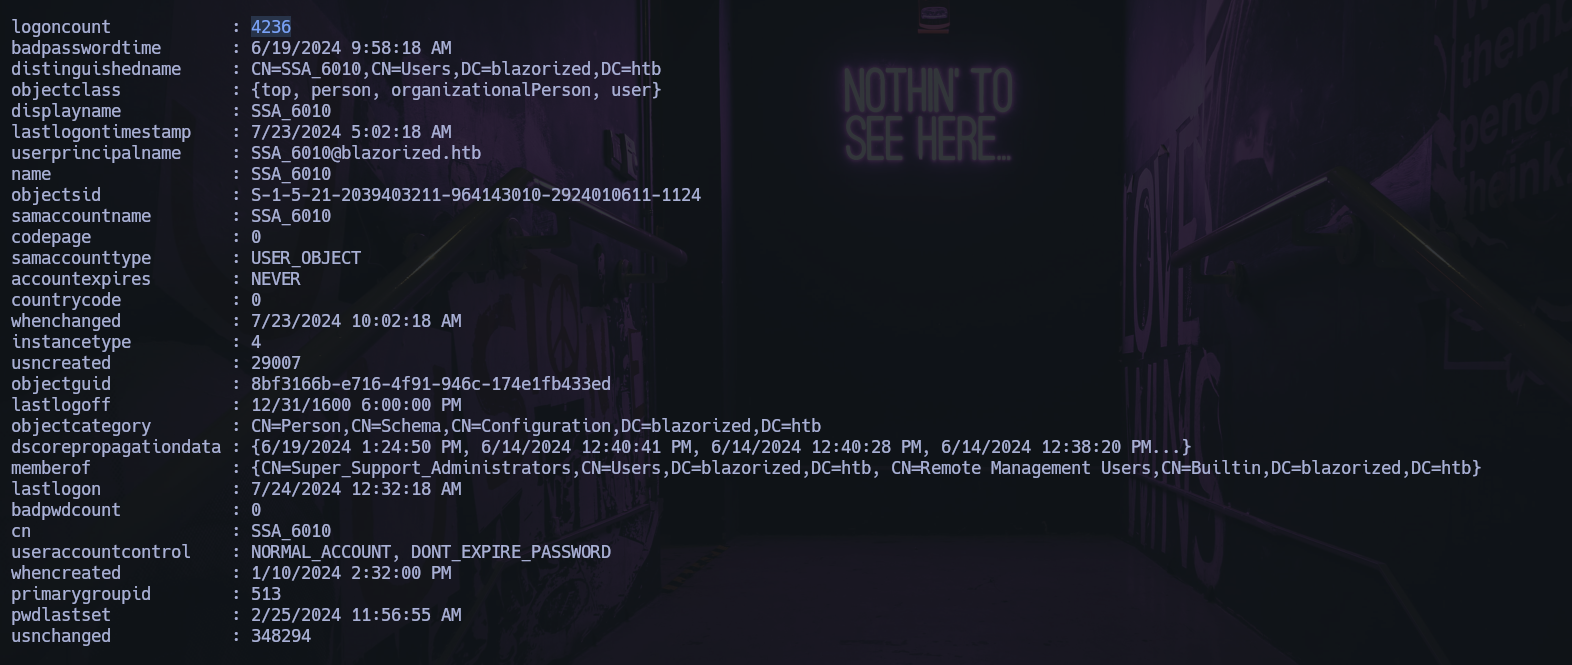 logoncount            : 4236
badpasswordtime       : 6/19/2024 9:58:18 AM
distinguishedname     : CN=SSA_6010,CN=Users,DC=blazorized,DC=htb
objectclass           : {top, person, organizationalPerson, user}
displayname           : SSA_6010
lastlogontimestamp    : 7/23/2024 5:02:18 AM
userprincipalname     : SSA_6010@blazorized.htb
name                  : SSA_6010
objectsid             : S-1-5-21-2039403211-964143010-2924010611-1124
samaccountname        : SSA_6010
codepage              : 0
samaccounttype        : USER_OBJECT
accountexpires        : NEVER
countrycode           : 0
whenchanged           : 7/23/2024 10:02:18 AM
instancetype          : 4
usncreated            : 29007
objectguid            : 8bf3166b-e716-4f91-946c-174e1fb433ed
lastlogoff            : 12/31/1600 6:00:00 PM
objectcategory        : CN=Person,CN=Schema,CN=Configuration,DC=blazorized,DC=htb
dscorepropagationdata : {6/19/2024 1:24:50 PM, 6/14/2024 12:40:41 PM, 6/14/2024 12:40:28 PM, 6/14/2024 12:38:20 PM...}
memberof              : {CN=Super_Support_Administrators,CN=Users,DC=blazorized,DC=htb, CN=Remote Management Users,CN=Builtin,DC=blazorized,DC=htb}
lastlogon             : 7/24/2024 12:32:18 AM
badpwdcount           : 0
cn                    : SSA_6010
useraccountcontrol    : NORMAL_ACCOUNT, DONT_EXPIRE_PASSWORD
whencreated           : 1/10/2024 2:32:00 PM
primarygroupid        : 513
pwdlastset            : 2/25/2024 11:56:55 AM
usnchanged            : 348294
NOTHIN' TO
SEE HERE...